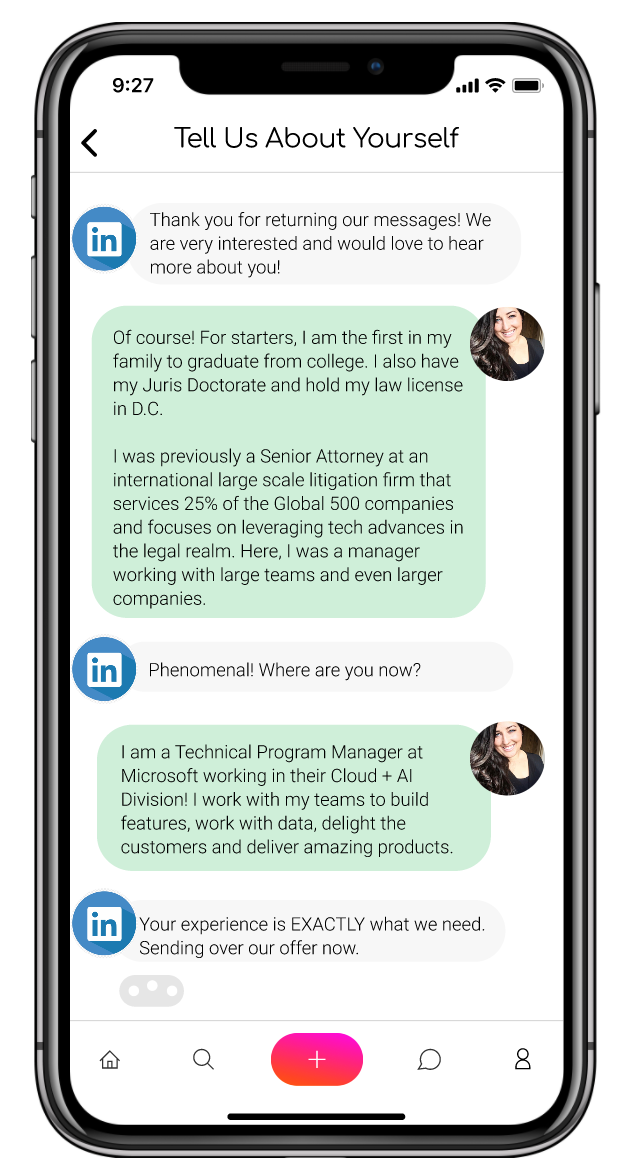 9:27
Tell Us About Yourself
in
Thank you for returning our messages! We
are very interested and would love to hear
more about you!
Of course! For starters, I am the first in my
family to graduate from college. I also have
my Juris Doctorate and hold my law license
in D.C.
I was previously a Senior Attorney at an
international large scale litigation firm that
services 25% of the Global 500 companies
and focuses on leveraging tech advances in
the legal realm. Here, I was a manager
working with large teams and even larger
companies.
in
Phenomenal! Where are you now?
I am a Technical Program Manager at
Microsoft working in their Cloud + AI
Division! I work with my teams to build
features, work with data, delight the
customers and deliver amazing products.
in
Your experience is EXACTLY what we need.
Sending over our offer now.